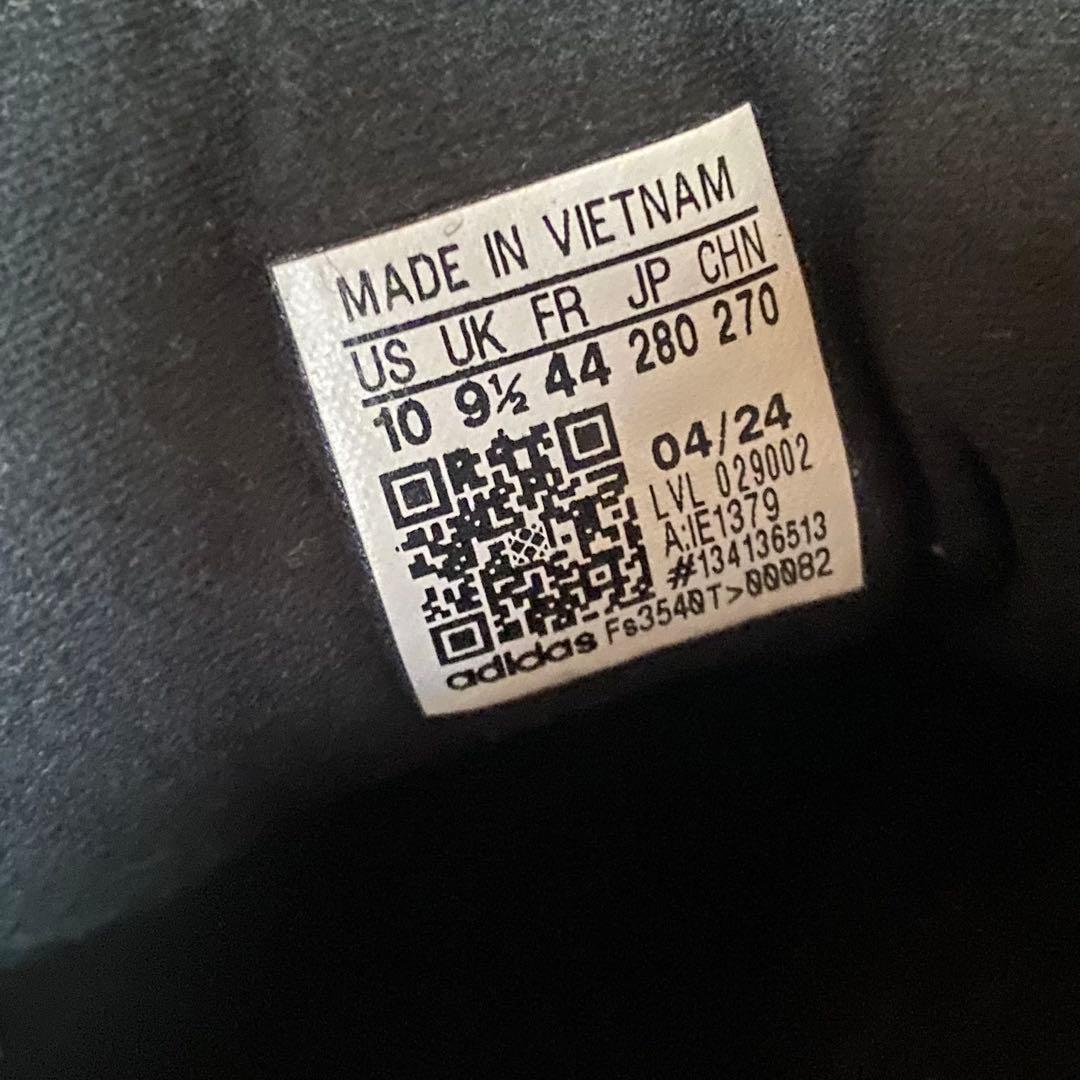 MADE IN VIETNAM
US UK FR JP CHN
10 9½ 44 280 270
04/24
LVL 029002
A:IE1379
#134136513
adidas Fs3540T>00082